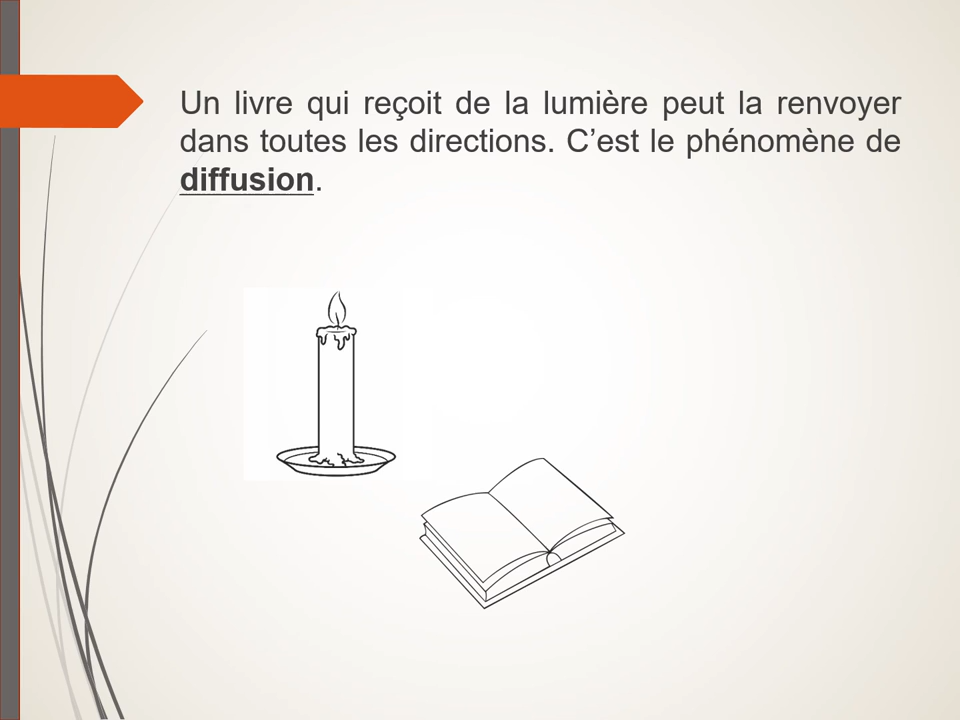 Un livre qui reçoit de la lumière peut la renvoyer
dans toutes les directions. C’est le phénomène de
diffusion.